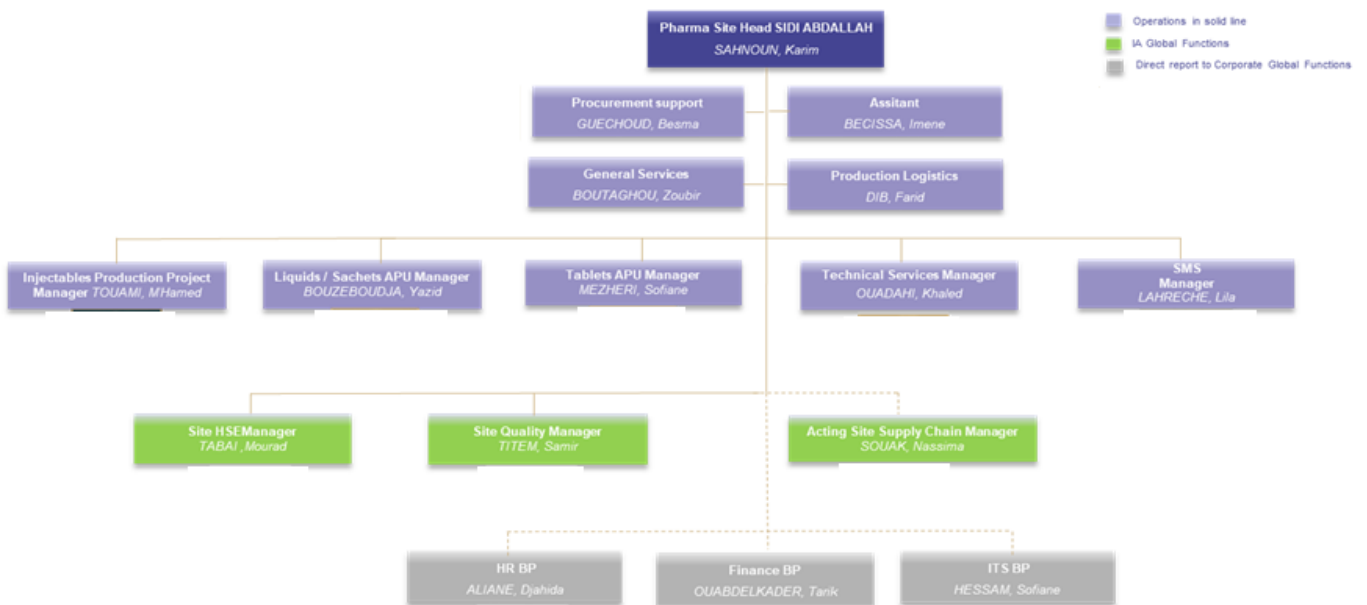 Pharma Site Head SIDI ABDALLAH
SAHNOUN, Karim
Operations in solid line
IA Global Functions
Direct report to Corporate Global Functions
Procurement support
GUECHOUD, Besma
Assitant
BECISSA, Imene
General Services
BOUTAGHOU, Zoubir
Production Logistics
DIB, Farid
Injectables Production Project
Manager TOUAMI, M'Hamed
Liquids / Sachets APU Manager
BOUZEBOUDJA, Yazid
Tablets APU Manager
MEZHERI, Sofiane
Technical Services Manager
OUADAHI, Khaled
SMS
Manager
LAHRECHE, Lila
Site HSEManager
TABAI ,Mourad
Site Quality Manager
TITEM, Samir
Acting Site Supply Chain Manager
SOUAK, Nassima
HR BP
ALIANE, Djahida
Finance BP
OUABDELKADER, Tarik
ITS BP
HESSAM, Sofiane